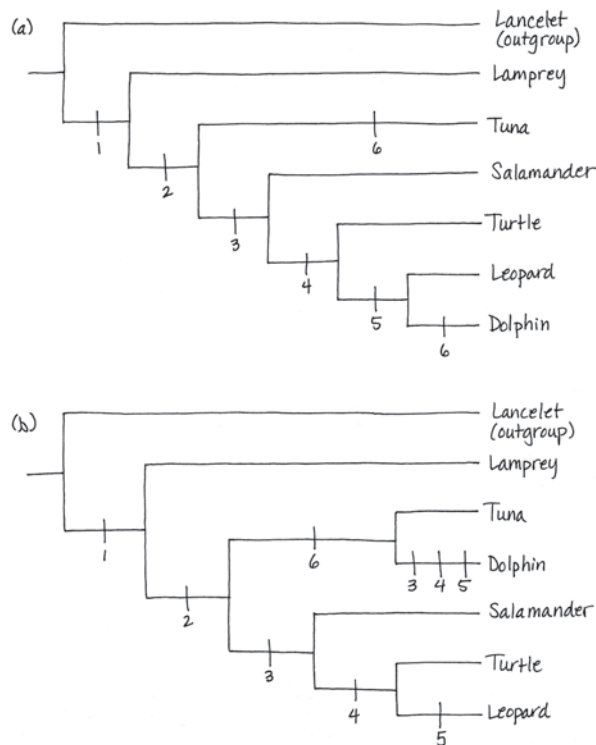 (a)
Lancelet
(outgroup)
Lamprey
1
Tuna
6
2
Salamander
3
Turtle
4
Leopard
5
Dolphin
6
(b)
Lancelet
(outgroup)
Lamprey
1
Tuna
6
Dolphin
3 4 5
2
Salamander
3
Turtle
4
Leopard
5